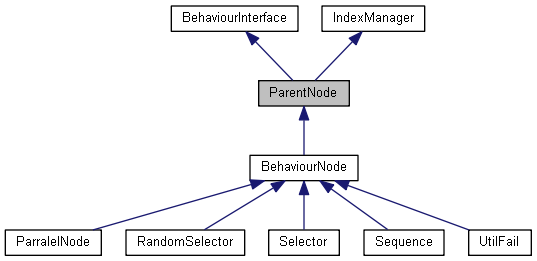 BehaviourInterface IndexManager
ParentNode
BehaviourNode
ParralelNode RandomSelector Selector Sequence UtilFail